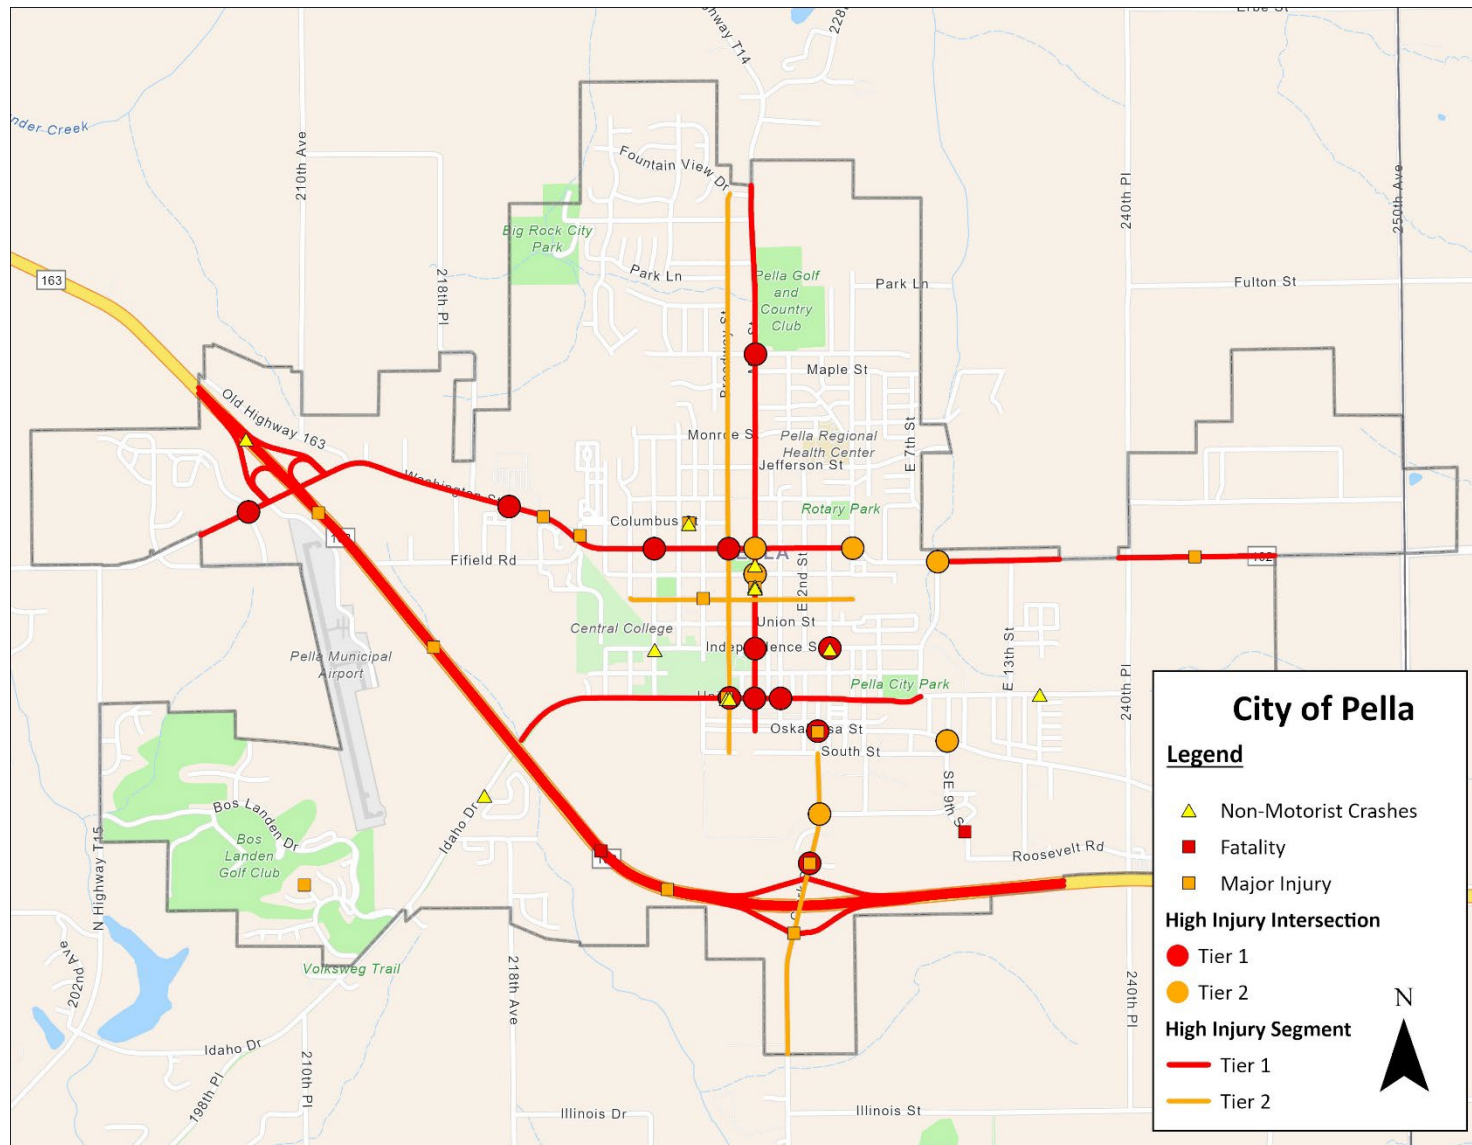 Erbe St
ghway T14
228t
nder Creek
210th Ave
Fountain View Dr
240th Pl
250th Ave
Big Rock City
Park
163
218th Pl
Park Ln
Pella Golf
and
Country
Club
Park Ln
Fulton St
Broadway St
Maple St
Old Highway 163
Monroe St
Pella Regional
Health Center
E 7th St
Jefferson St
Washington St
Columbus St
Rotary Park
Fifield Rd
E 2nd St
Union St
Central College
Independence S
Pella Municipal
Airport
E 13th St
Pella City Park
240th Pl
Oskaloosa St
South St
SE 9th S
Bos Landen Dr
Bos
Landen
Golf Club
Idaho Dr
Roosevelt Rd
N Highway T15
202nd Ave
Volksweg Trail
218th Ave
240th Pl
Idaho Dr
198th Pl
210th Pl
Illinois Dr
Illinois St
City of Pella
Legend
Non-Motorist Crashes
Fatality
Major Injury
High Injury Intersection
Tier 1
Tier 2
High Injury Segment
Tier 1
Tier 2
N